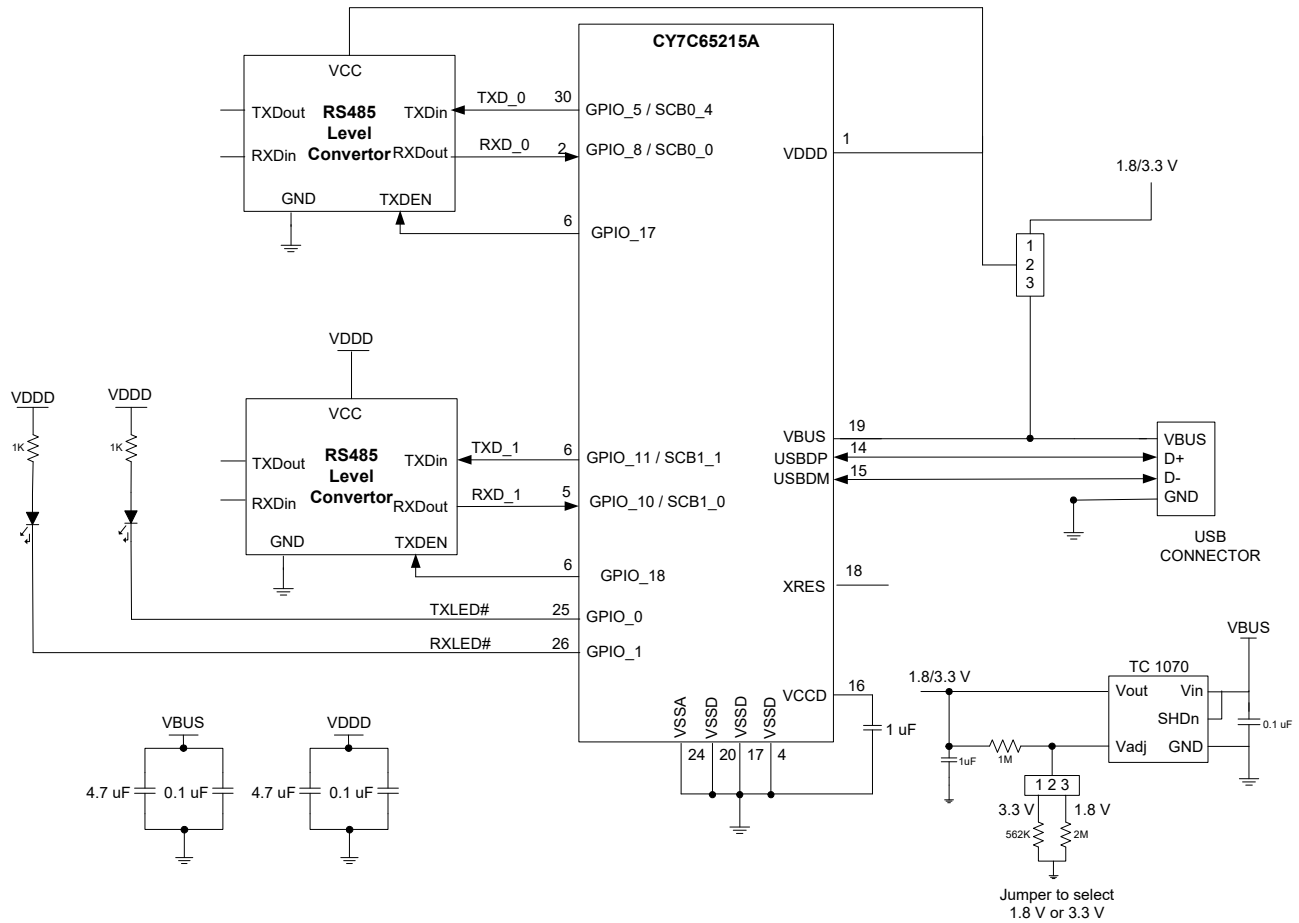 CY7C65215A
VCC
TXDout
RS485
Level
Convertor
TXDin
RXDin
RXDout
GND
TXDEN
TXD_0
30
GPIO_5 / SCB0_4
RXD_0
2
GPIO_8 / SCB0_0
6
GPIO_17
VDDD
1
1.8/3.3 V
1
2
3
VDDD
VCC
TXDout
RS485
Level
Convertor
TXDin
RXDin
RXDout
GND
TXDEN
VDDD
VDDD
1K
1K
TXD_1
6
GPIO_11 / SCB1_1
RXD_1
5
GPIO_10 / SCB1_0
6
GPIO_18
TXLED#
25
GPIO_0
RXLED#
26
GPIO_1
VBUS
19
USBDP
14
USBDM
15
VBUS
D+
D-
GND
USB
CONNECTOR
XRES
18
VCCD
16
1 uF
VSSA
VSSD
VSSD
VSSD
24
20
17
4
VBUS
4.7 uF
0.1 uF
VDDD
4.7 uF
0.1 uF
VBUS
TC 1070
1.8/3.3 V
Vout
Vin
SHDn
Vadj
GND
0.1 uF
1uF
1M
1 2 3
3.3 V
1.8 V
562K
2M
Jumper to select
1.8 V or 3.3 V